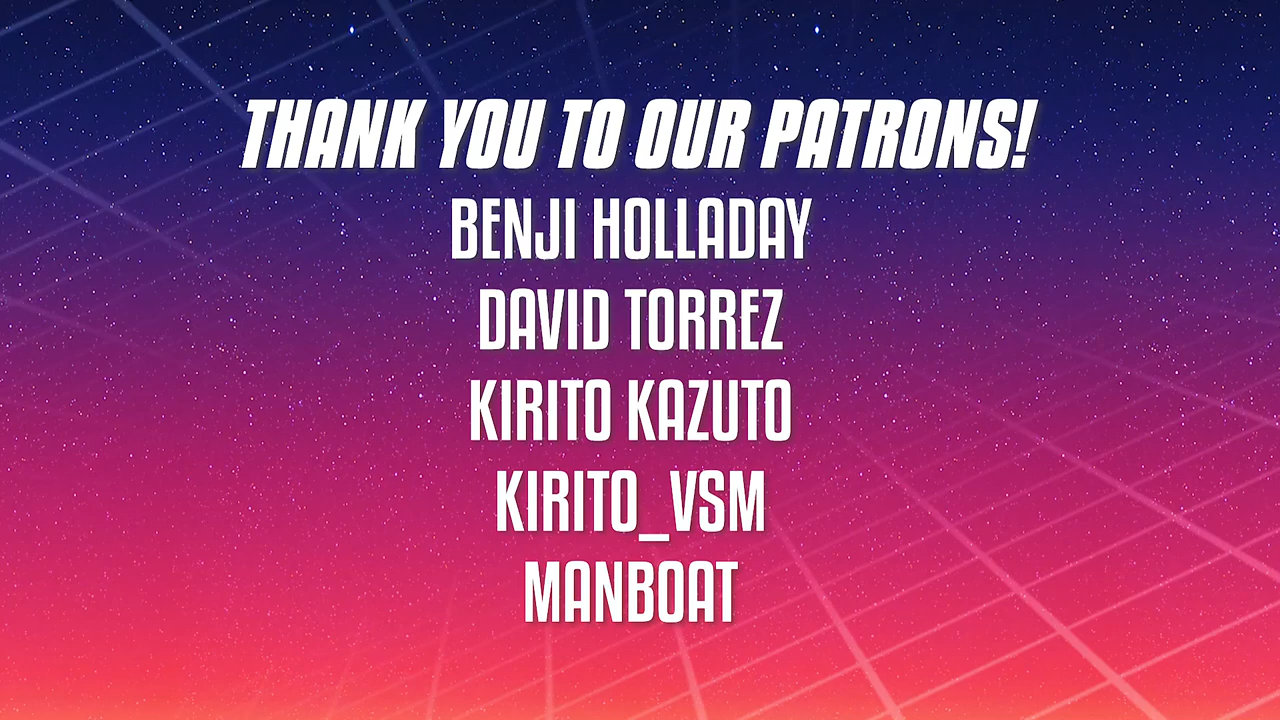 THANK YOU TO OUR PATRONS!
BENJI HOLLADAY
DAVID TORREZ
KIRITO KAZUTO
KIRITO_VSM
MANBOAT